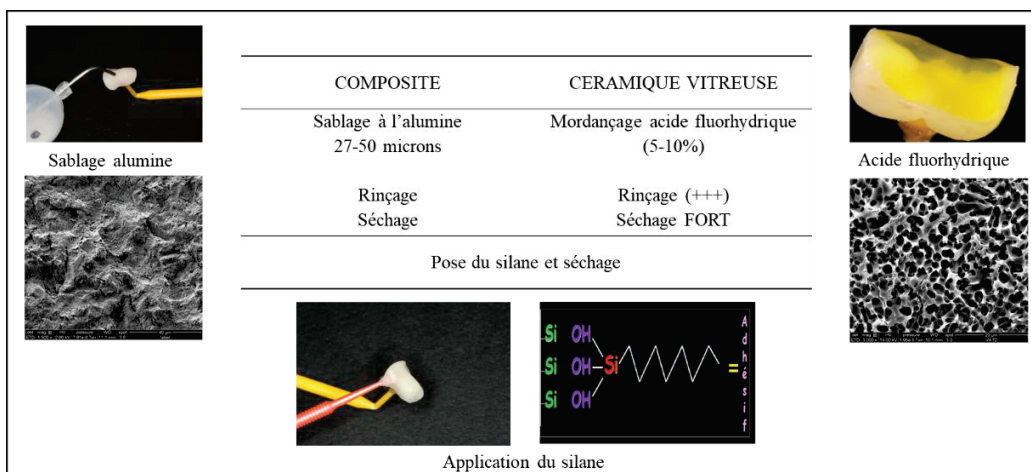 COMPOSITE
CERAMIQUE VITREUSE
Sablage à l’alumine
27-50 microns
Mordançage acide fluorhydrique
(5-10%)
Rinçage
Séchage
Rinçage (+++)
Séchage FORT
Pose du silane et séchage
Sablage alumine
Acide fluorhydrique
Si OH
Si OH Si =
Si OH
Adhésif
Application du silane